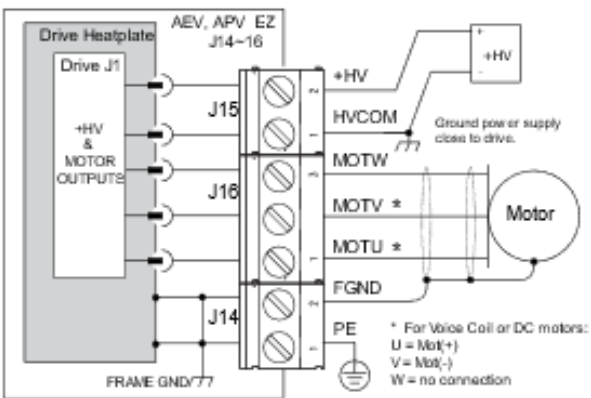 AEV, APV EZ
J14~16
Drive Heatplate
Drive J1
+HV
&
MOTOR
OUTPUTS
J15
J16
J14
2
1
3
1
2
1
+HV
HVCOM
MOTW
MOTV *
MOTU *
FGND
PE
+
+HV
-
Ground power supply
close to drive.
Motor
* For Voice Coil or DC motors:
U = Mot(+)
V = Mot(-)
W = no connection
FRAME GND